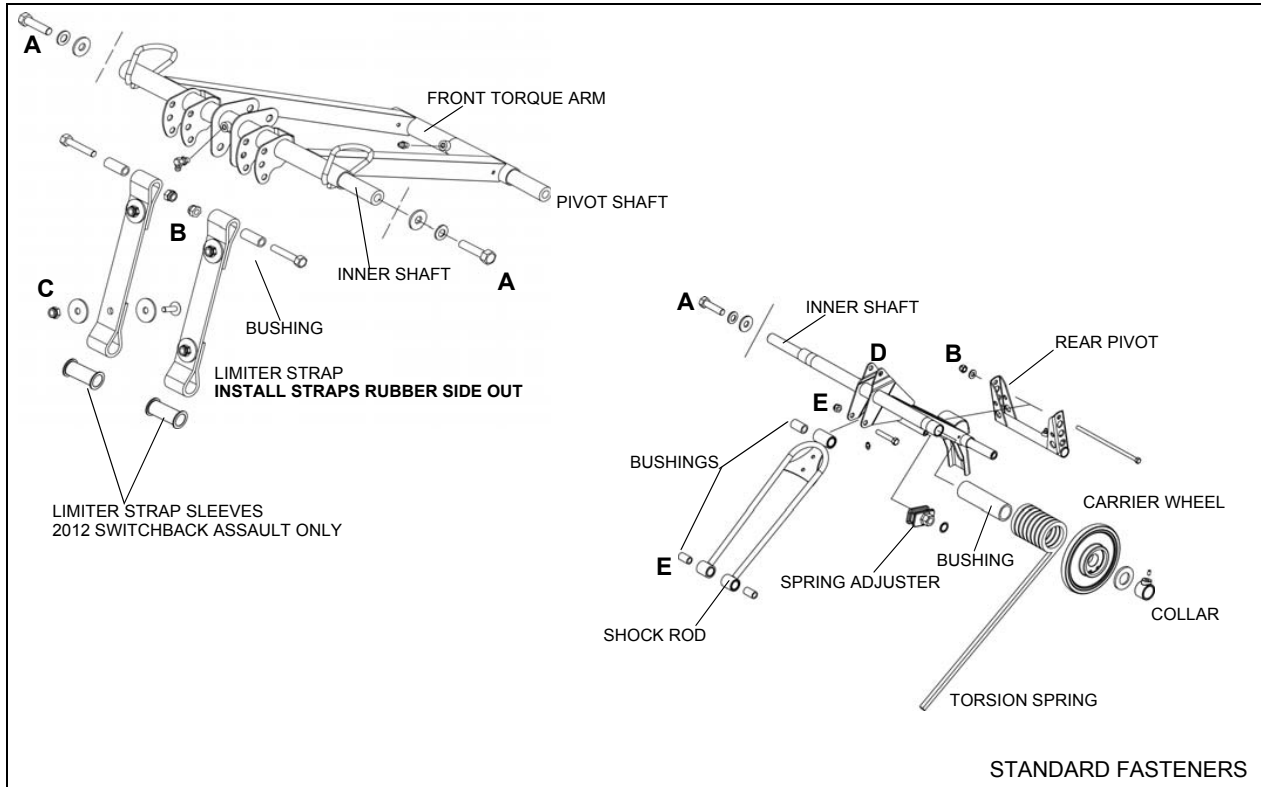 A
FRONT TORQUE ARM
PIVOT SHAFT
B
INNER SHAFT
A
C
BUSHING
LIMITER STRAP
INSTALL STRAPS RUBBER SIDE OUT
LIMITER STRAP SLEEVES
2012 SWITCHBACK ASSAULT ONLY
A
INNER SHAFT
D
B
REAR PIVOT
E
BUSHINGS
CARRIER WHEEL
E
BUSHING
SPRING ADJUSTER
COLLAR
SHOCK ROD
TORSION SPRING
STANDARD FASTENERS